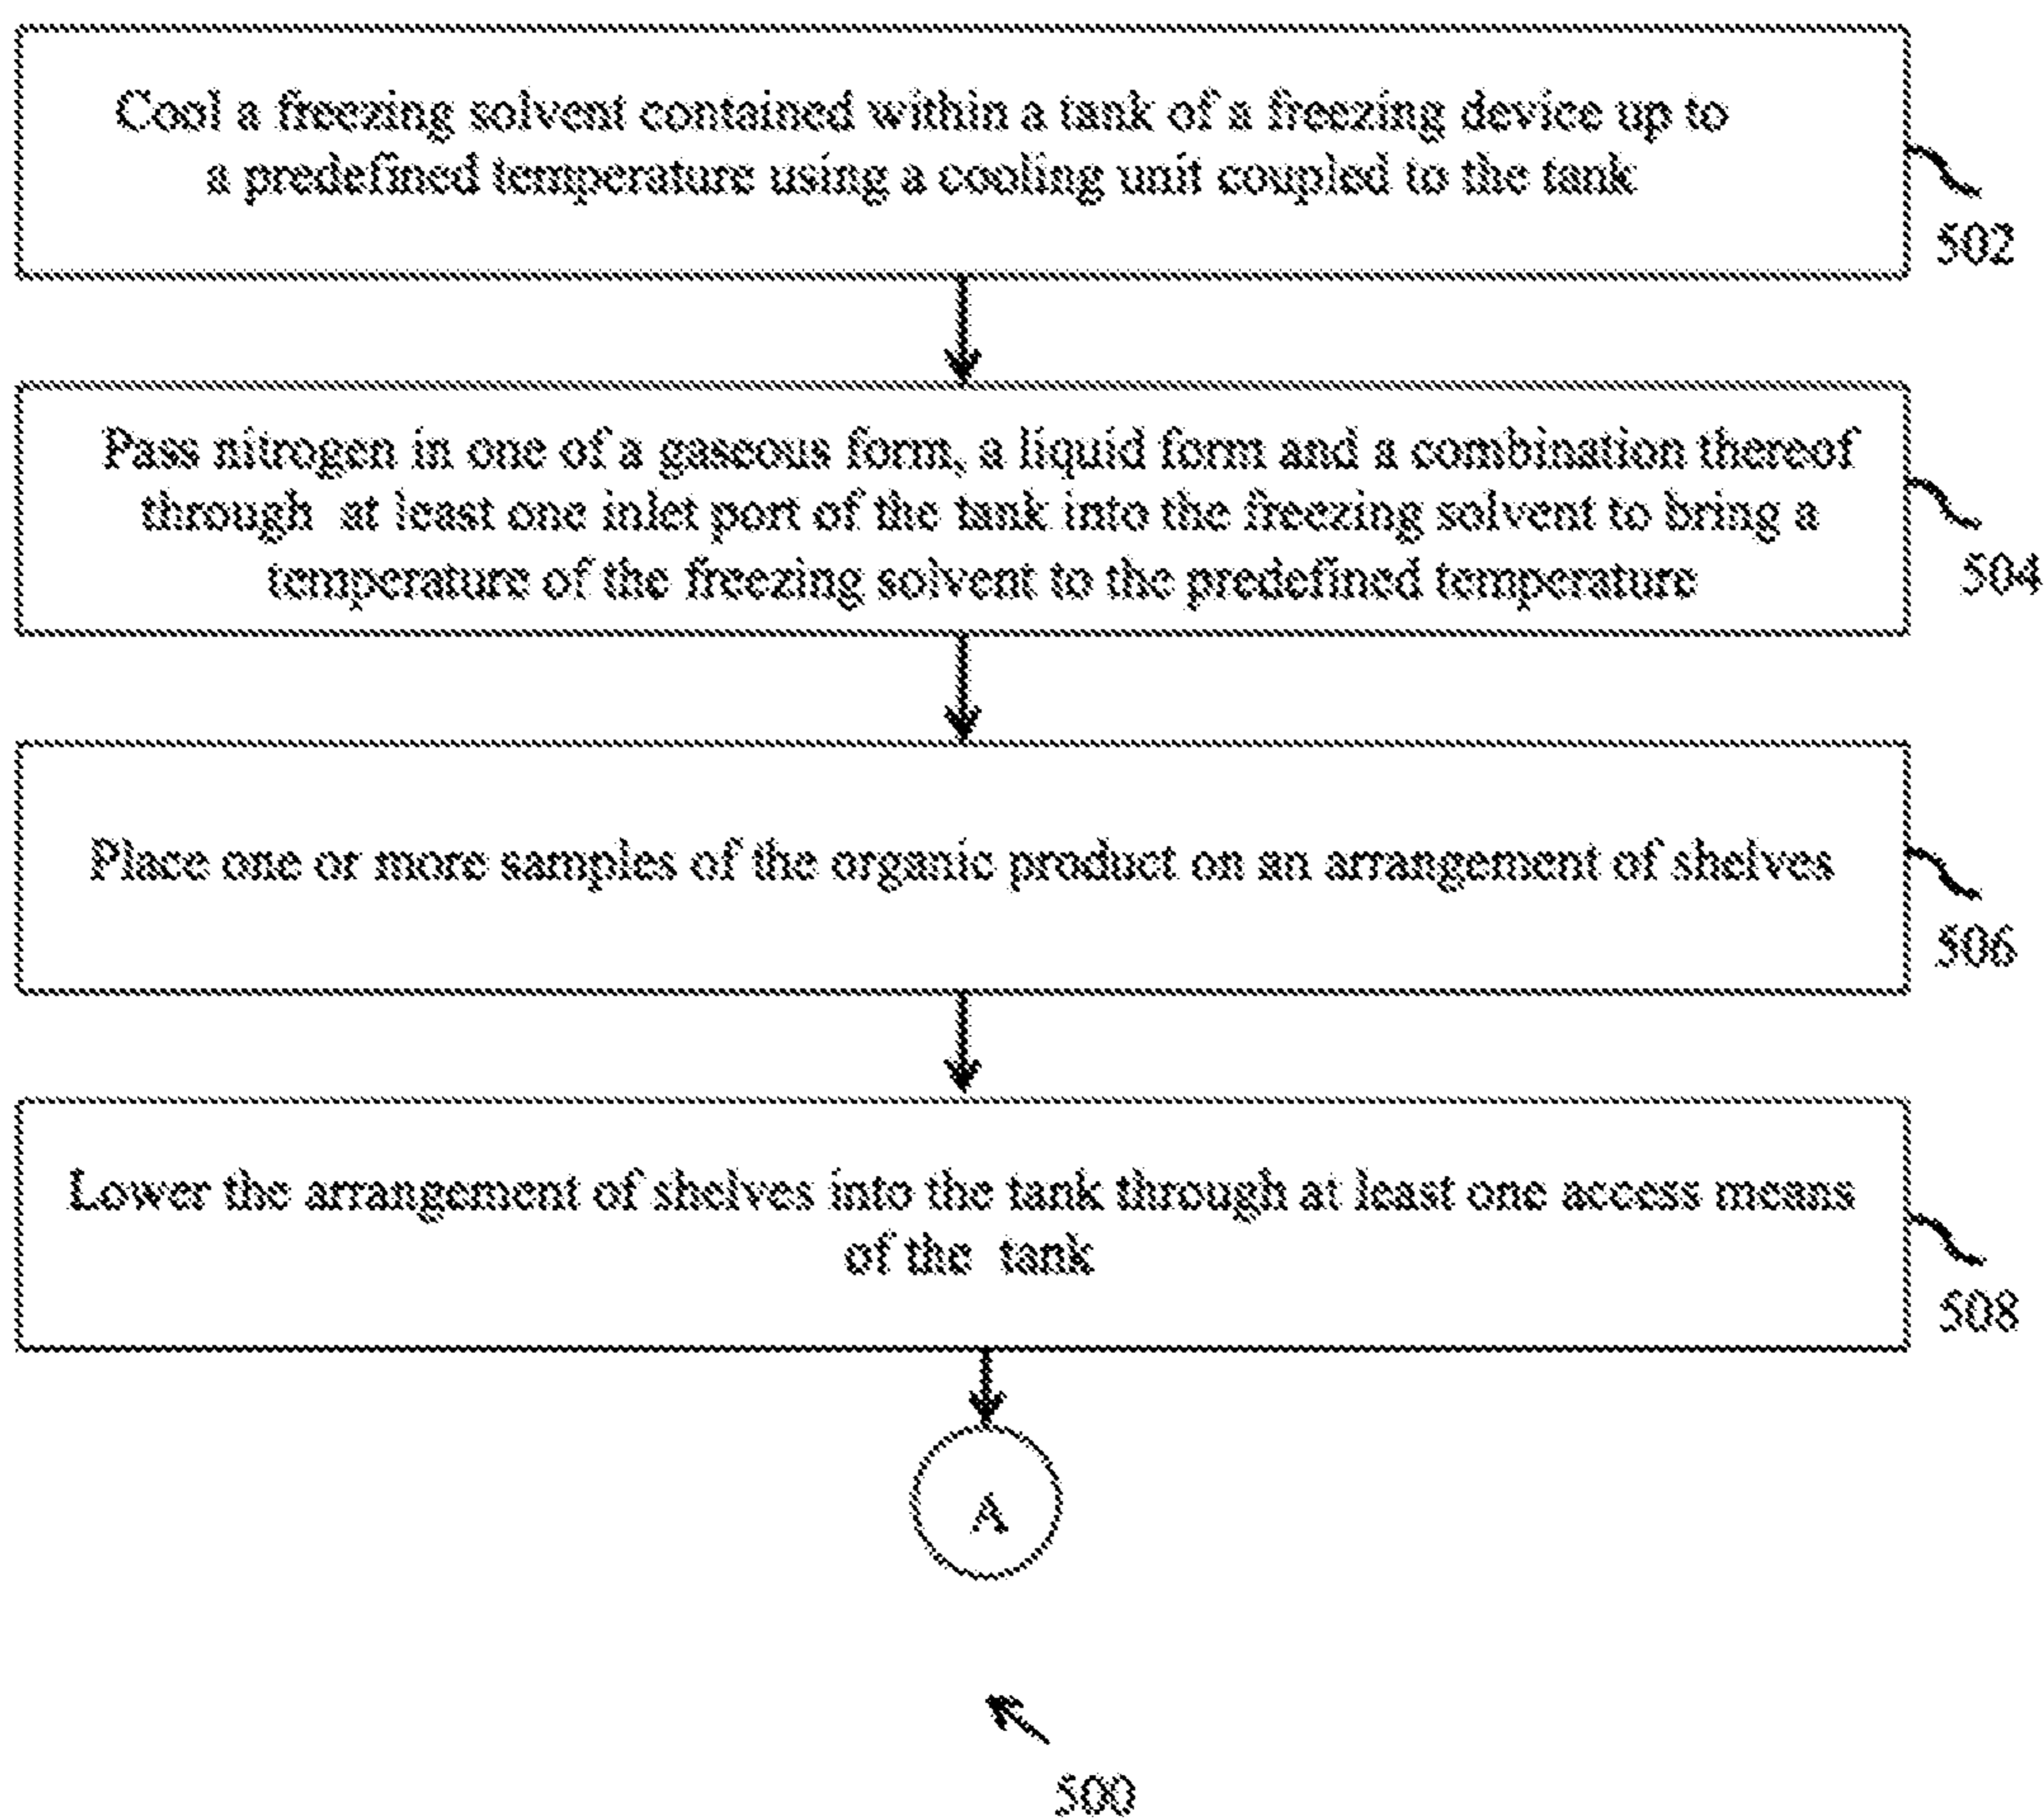 Cool a freezing solvent contained within a tank of a freezing device up to
a predefined temperature using a cooling unit coupled to the tank
502
Pass nitrogen in one of a gaseous form, a liquid form and a combination thereof
through at least one inlet port of the tank into the freezing solvent to bring a
temperature of the freezing solvent to the predefined temperature
504
Place one or more samples of the organic product on an arrangement of shelves
506
Lower the arrangement of shelves into the tank through at least one access means
of the tank
508
A
500